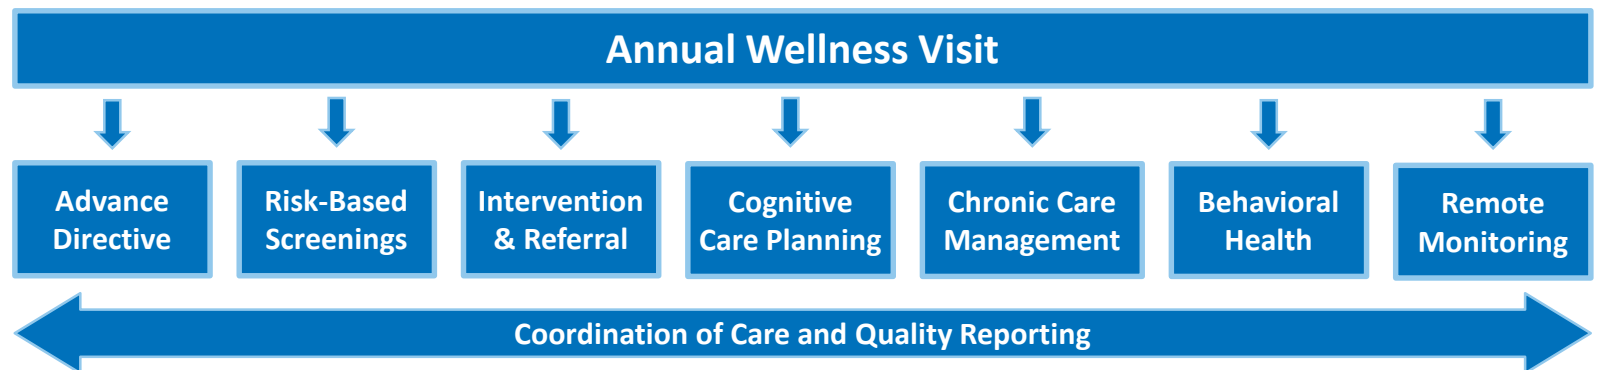 Annual Wellness Visit
Advance
Directive
Risk-Based
Screenings
Intervention
& Referral
Cognitive
Care Planning
Chronic Care
Management
Behavioral
Health
Remote
Monitoring
Coordination of Care and Quality Reporting